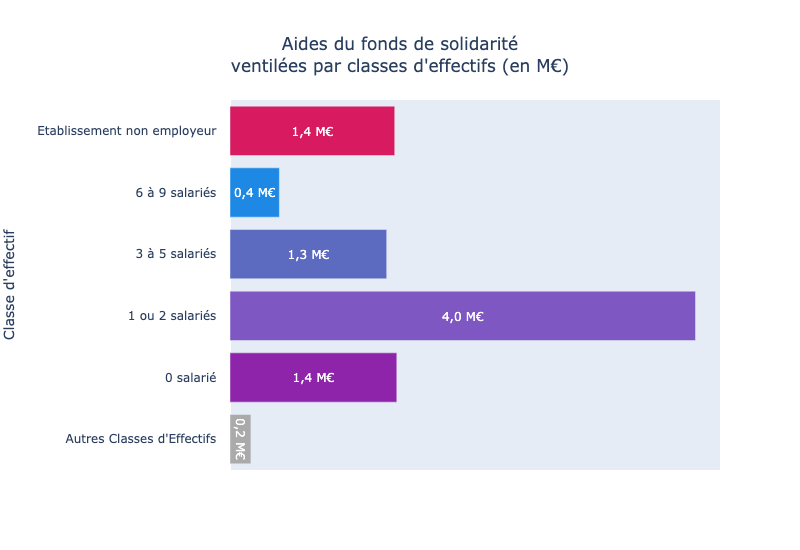 Aides du fonds de solidarité
ventilées par classes d'effectifs (en M€)
Classe d'effectif
Etablissement non employeur
1,4 M€
6 à 9 salariés
0,4 M€
3 à 5 salariés
1,3 M€
1 ou 2 salariés
4,0 M€
0 salarié
1,4 M€
Autres Classes d'Effectifs
0,2 M€